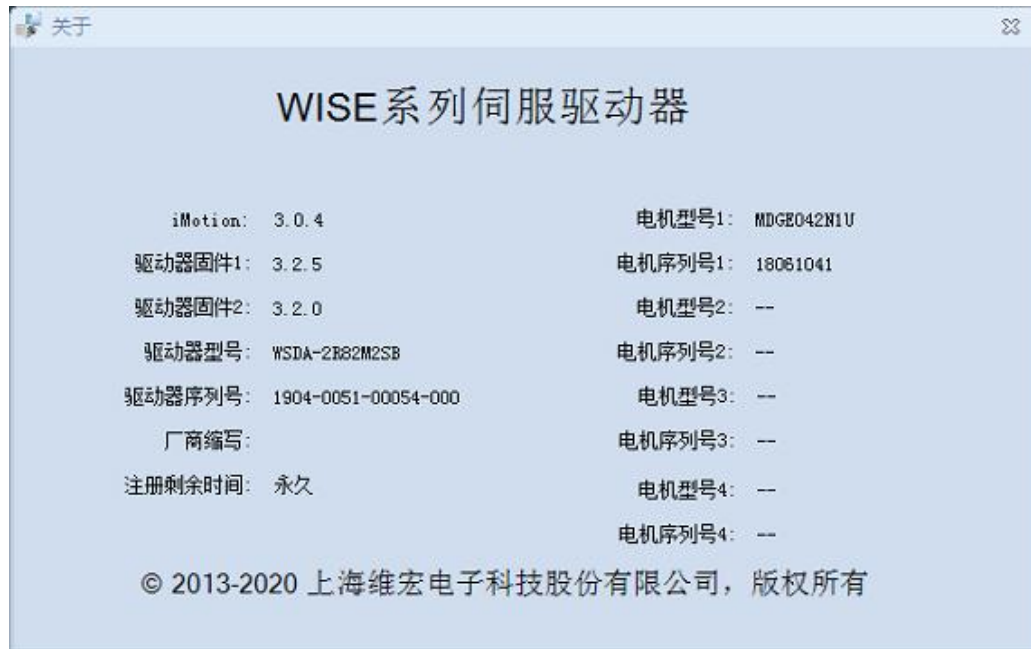 关于
WISE系列伺服驱动器
iMotion: 3.0.4
驱动器固件1: 3.2.5
驱动器固件2: 3.2.0
驱动器型号: WSDA-2R82M2SB
驱动器序列号: 1904-0051-00054-000
厂商缩写:
注册剩余时间: 永久
电机型号1: MDGE042N1U
电机序列号1: 18061041
电机型号2: --
电机序列号2: --
电机型号3: --
电机序列号3: --
电机型号4: --
电机序列号4: --
© 2013-2020 上海维宏电子科技股份有限公司，版权所有